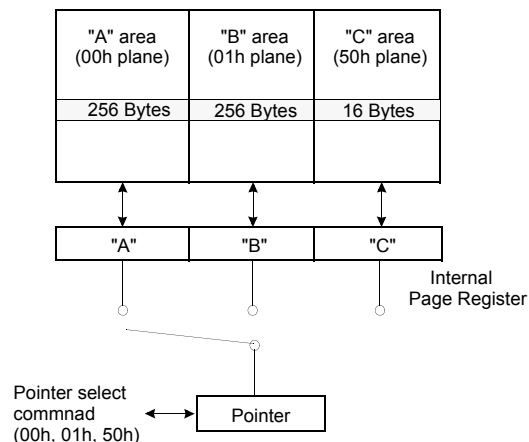 "A" area
(00h plane)
"B" area
(01h plane)
"C" area
(50h plane)
256 Bytes
256 Bytes
16 Bytes
"A"
"B"
"C"
Internal
Page Register
Pointer select
commnad
(00h, 01h, 50h)
Pointer